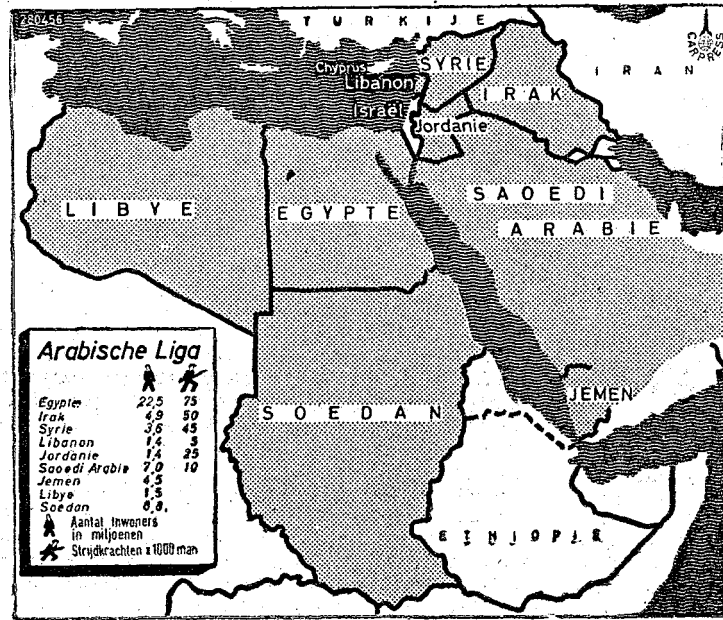 220456
TURKIJE
CARPRESS
Chyprus
SYRIE
IRAN
Libanon
IRAK
Israël
Jordanie
LIBYE
EGYPTE
SAOEDI
ARABIE
Arabische Liga
Egypte 22,5 75
Irak 4,9 50
Syrie 3,6 45
Libanon 1,4 5
Jordanie 1,4 25
Saoedi Arabie 7,0 10
Jemen 4,5
Libye 1,5
Soedan 8,8
Aantal inwoners
in miljoenen
Strijdkrachten x 1000 man
SOEDAN
JEMEN
ETHIOPIE